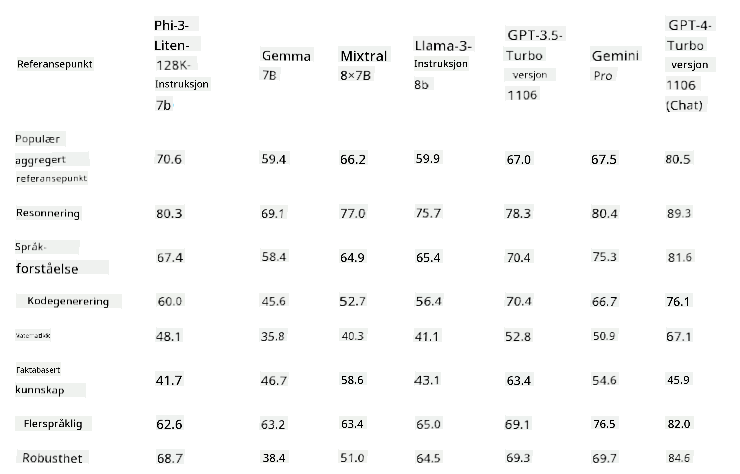 Referansepunkt Phi-3-Liten-128K-Instruksjon 7b Gemma 7B Mixtral 8×7B Llama-3-Instruksjon 8b GPT-3.5-Turbo versjon 1106 Gemini Pro GPT-4-Turbo versjon 1106 (Chat)
Populær aggregert referansepunkt 70.6 59.4 66.2 59.9 67.0 67.5 80.5
Resonnering 80.3 69.1 77.0 75.7 78.3 80.4 89.3
Språk-forståelse 67.4 58.4 64.9 65.4 70.4 75.3 81.6
Kodegenerering 60.0 45.6 52.7 56.4 70.4 66.7 76.1
48.1 35.8 40.3 41.1 52.8 50.9 67.1
Faktabasert kunnskap 41.7 46.7 58.6 43.1 63.4 54.6 45.9
Flerspråklig 62.6 63.2 63.4 65.0 69.1 76.5 82.0
Robusthet 68.7 38.4 51.0 64.5 69.3 69.7 84.6